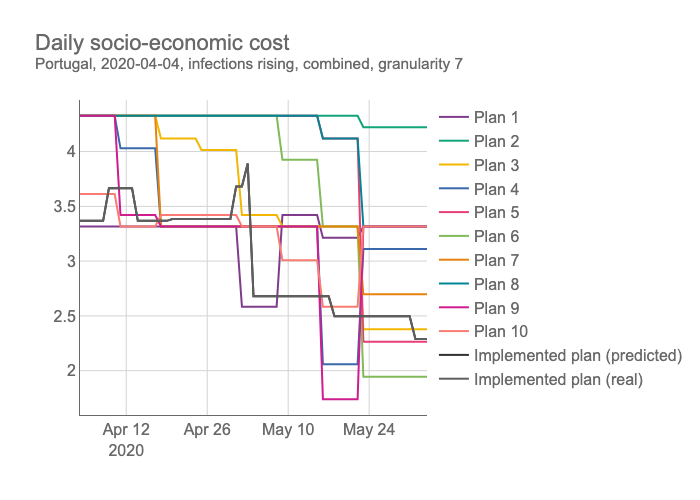 Daily socio-economic cost
Portugal, 2020-04-04, infections rising, combined, granularity 7
4
3.5
3
2.5
2
Apr 12
2020
Apr 26
May 10
May 24
Plan 1
Plan 2
Plan 3
Plan 4
Plan 5
Plan 6
Plan 7
Plan 8
Plan 9
Plan 10
Implemented plan (predicted)
Implemented plan (real)